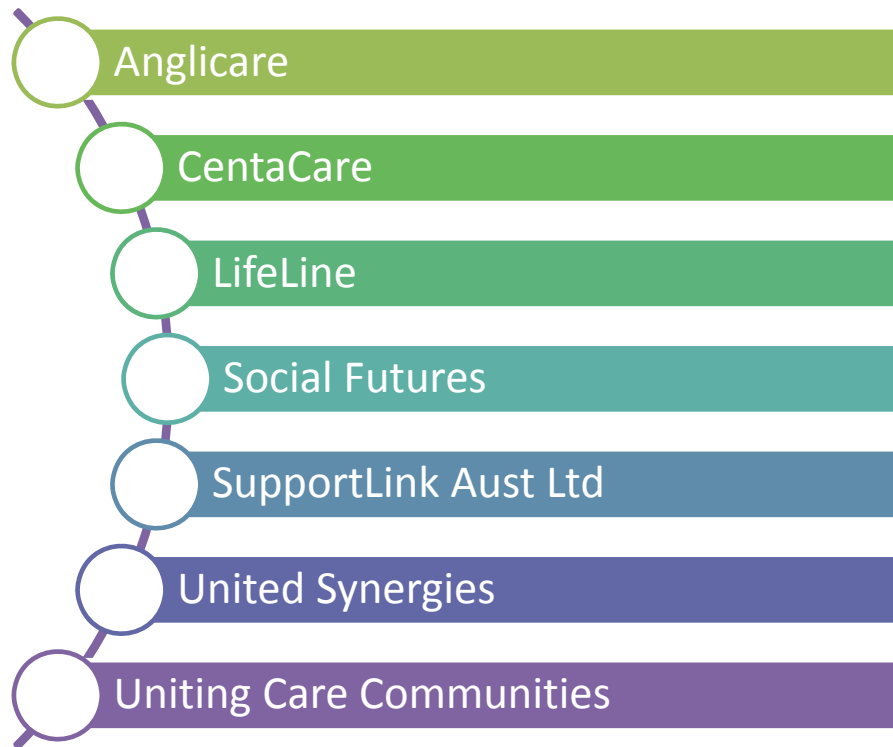 Anglicare
CentaCare
LifeLine
Social Futures
SupportLink Aust Ltd
United Synergies
Uniting Care Communities